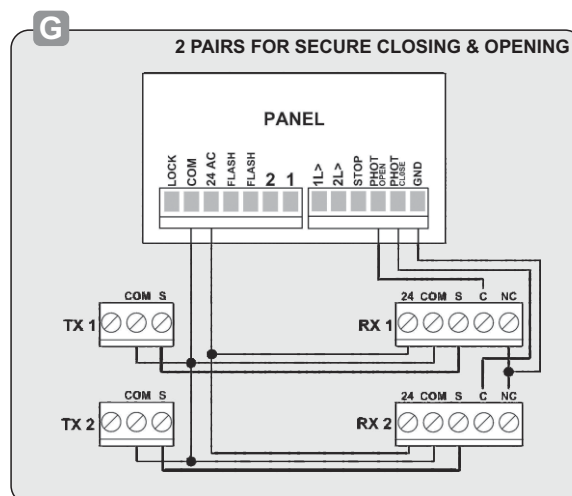 G
2 PAIRS FOR SECURE CLOSING & OPENING
PANEL
LOCK COM 24 AC FLASH FLASH 2 1 1L> 2L> STOP PHOT OPEN PHOT CLOSE GND
COM S 24 COM S C NC
TX 1 RX 1
COM S 24 COM S C NC
TX 2 RX 2